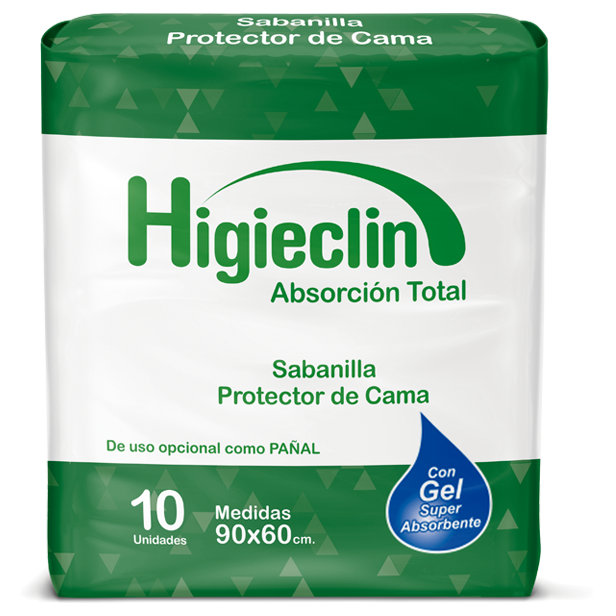 Sabanilla
Protector de Cama
Higieclin
Absorción Total
Sabanilla
Protector de Cama
De uso opcional como PAÑAL
10
Unidades
Medidas
90x60cm.
Con
Gel
Super
Absorbente